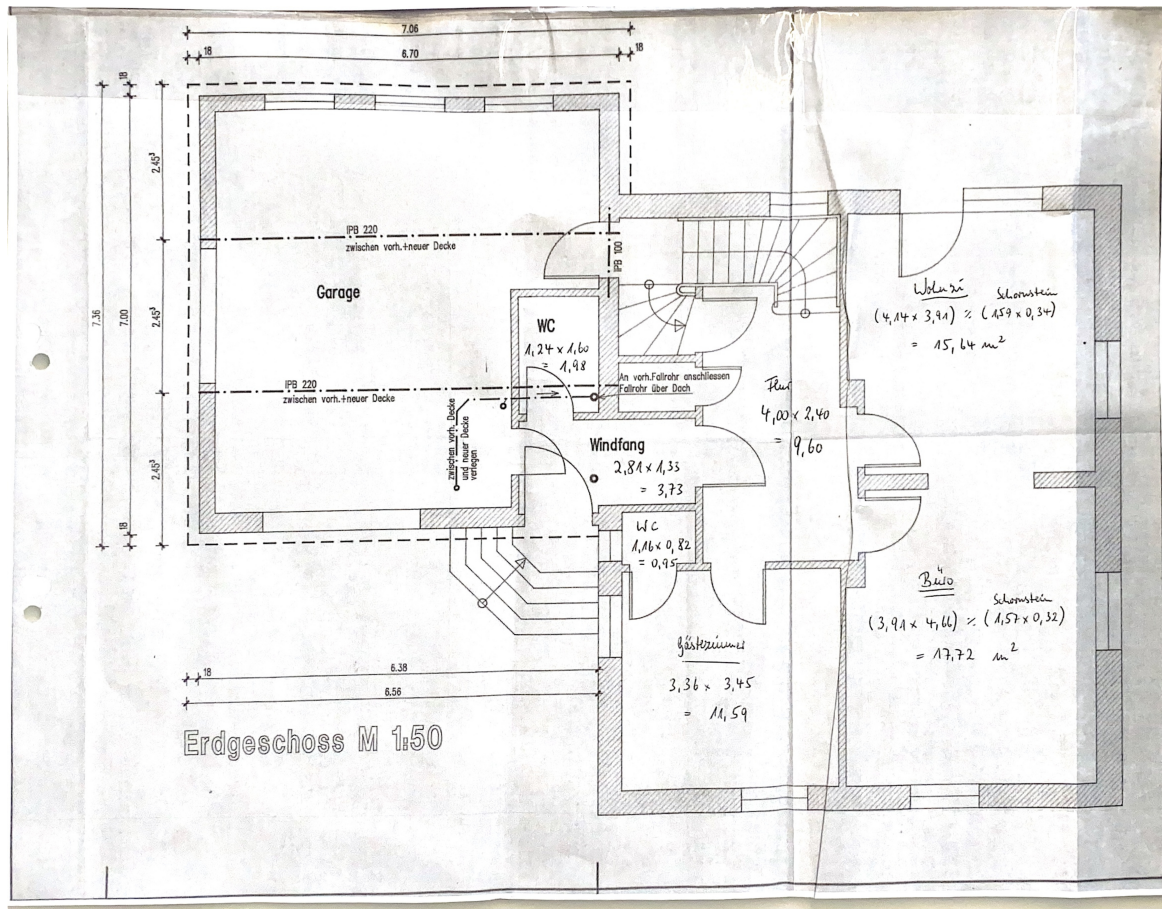 7.06
18
6.70
18
18
2.45³
7.36
7.00
2.45³
2.45³
18
IPB 220
zwischen vorh.+neuer Decke
IPB 100
Garage
WC
1,24 x 1,60
= 1,98
IPB 220
zwischen vorh.+neuer Decke
An vorh.Fallrohr anschliessen
Fallrohr über Dach
zwischen vorh. Decke
und neuer Decke
verlegen
Windfang
2,81 x 1,33
= 3,73
Flur
4,00 x 2,40
= 9,60
Wohnzi
Schornstein
(4,14 x 3,91) ÷ (1,59 x 0,34)
= 15,64 m²
WC
1,16 x 0,82
= 0,95
Büro
Schornstein
(3,91 x 4,66) ÷ (1,57 x 0,32)
= 17,72 m²
Gästezimmer
3,36 x 3,45
= 11,59
18
6.38
6.56
Erdgeschoss M 1:50